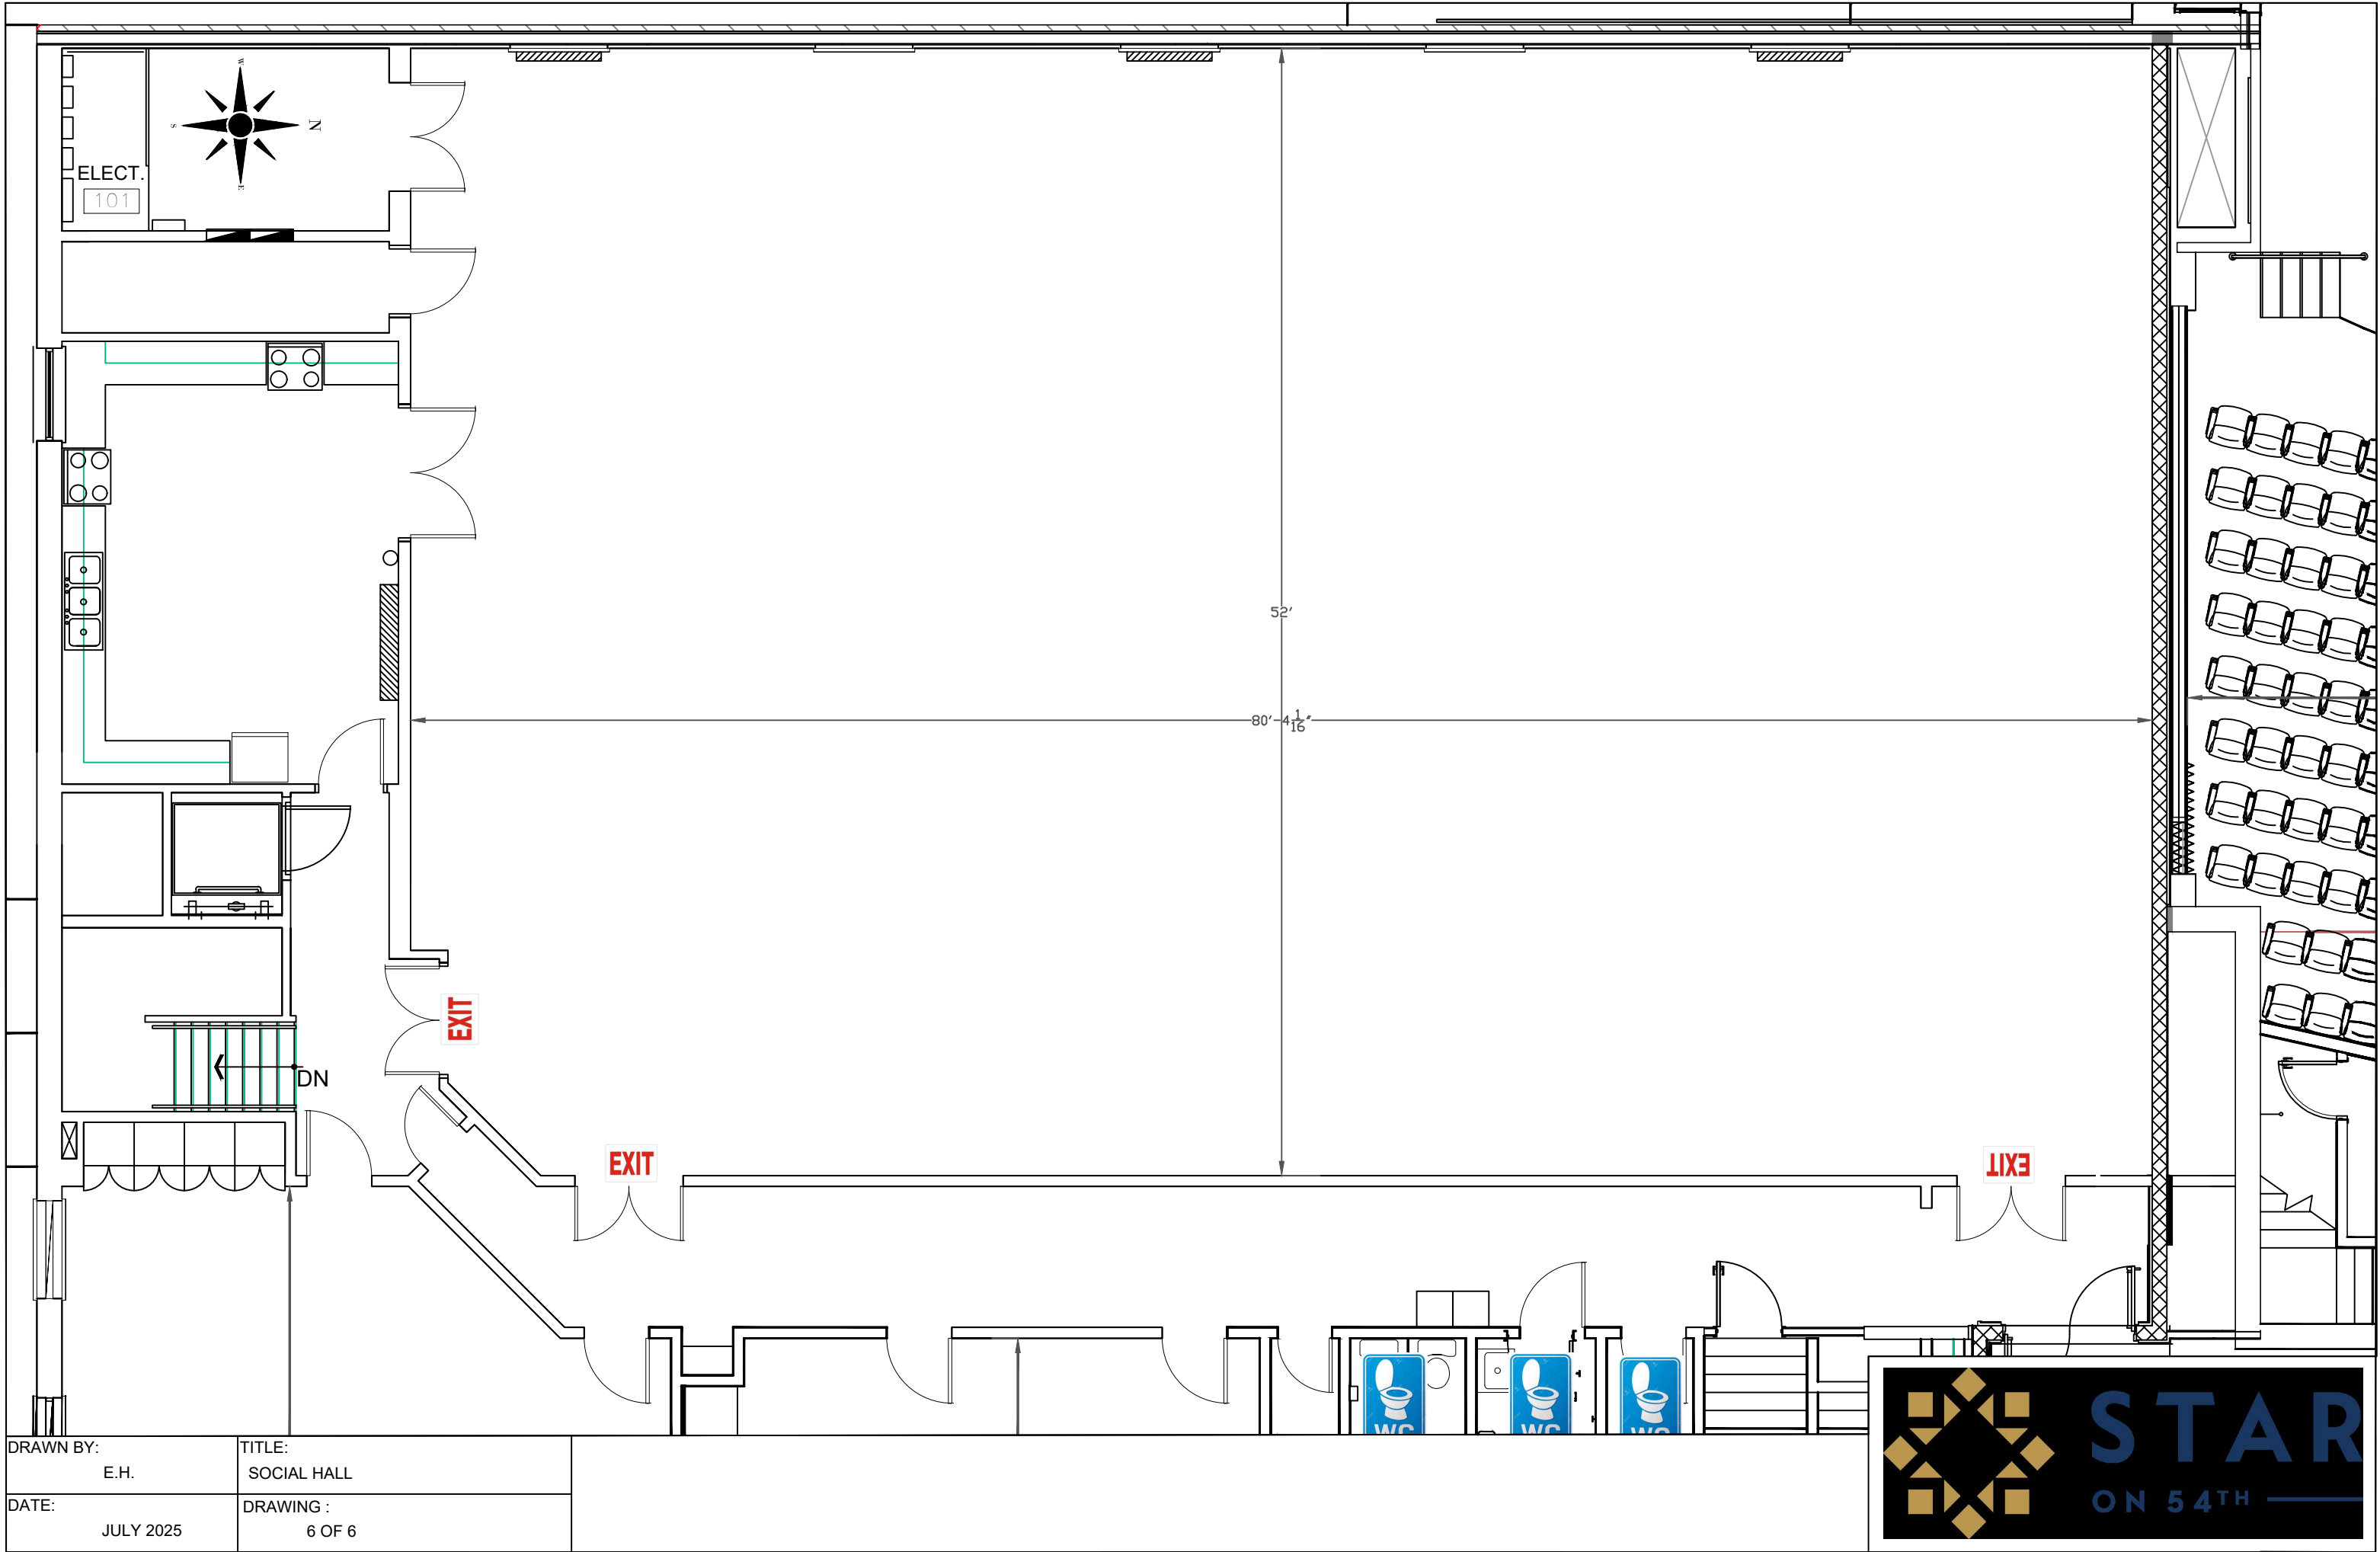 W
N
S
E
ELECT.
101
52'
80'-4 1/16"
EXIT
DN
EXIT
EXIT
WC
WC
WC
DRAWN BY:
E.H.
TITLE:
SOCIAL HALL
DATE:
JULY 2025
DRAWING :
6 OF 6
STAR
ON 54TH